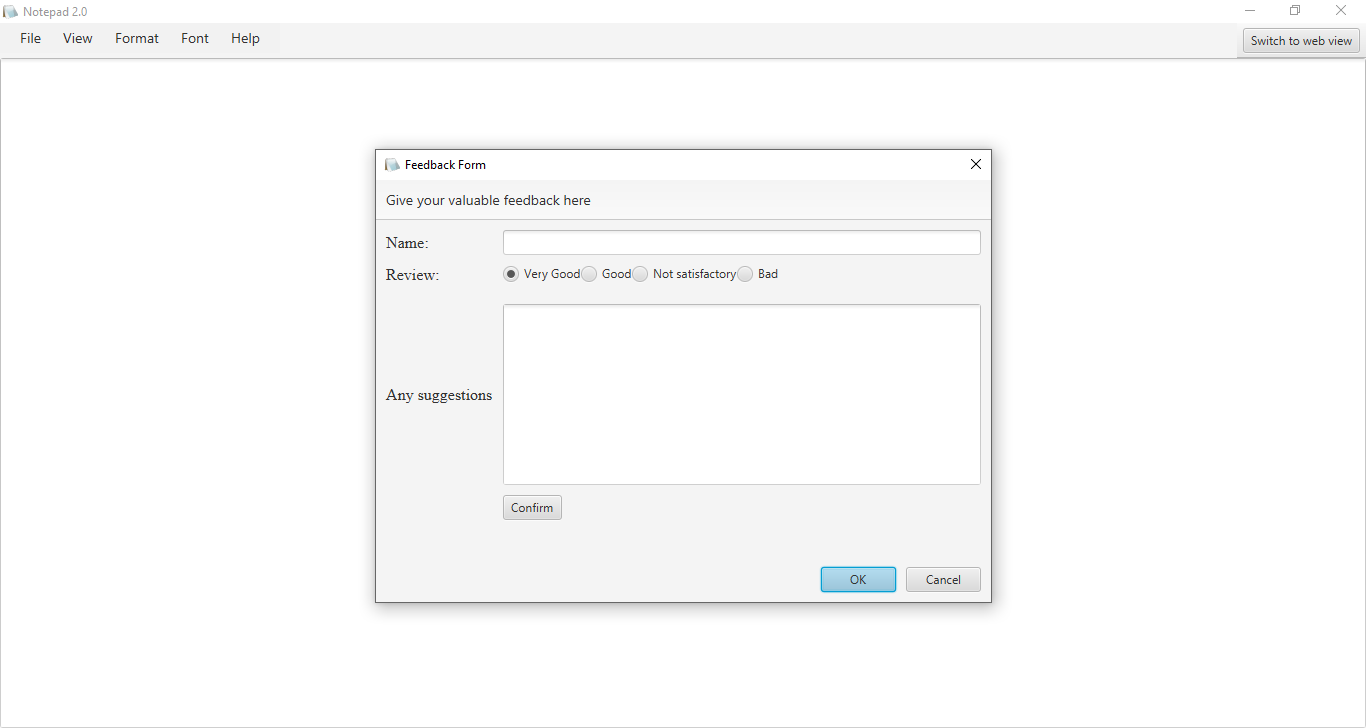 Notepad 2.0
File View Format Font Help
Switch to web view
Feedback Form
Give your valuable feedback here
Name:
Review: Very Good Good Not satisfactory Bad
Any suggestions
Confirm
OK Cancel